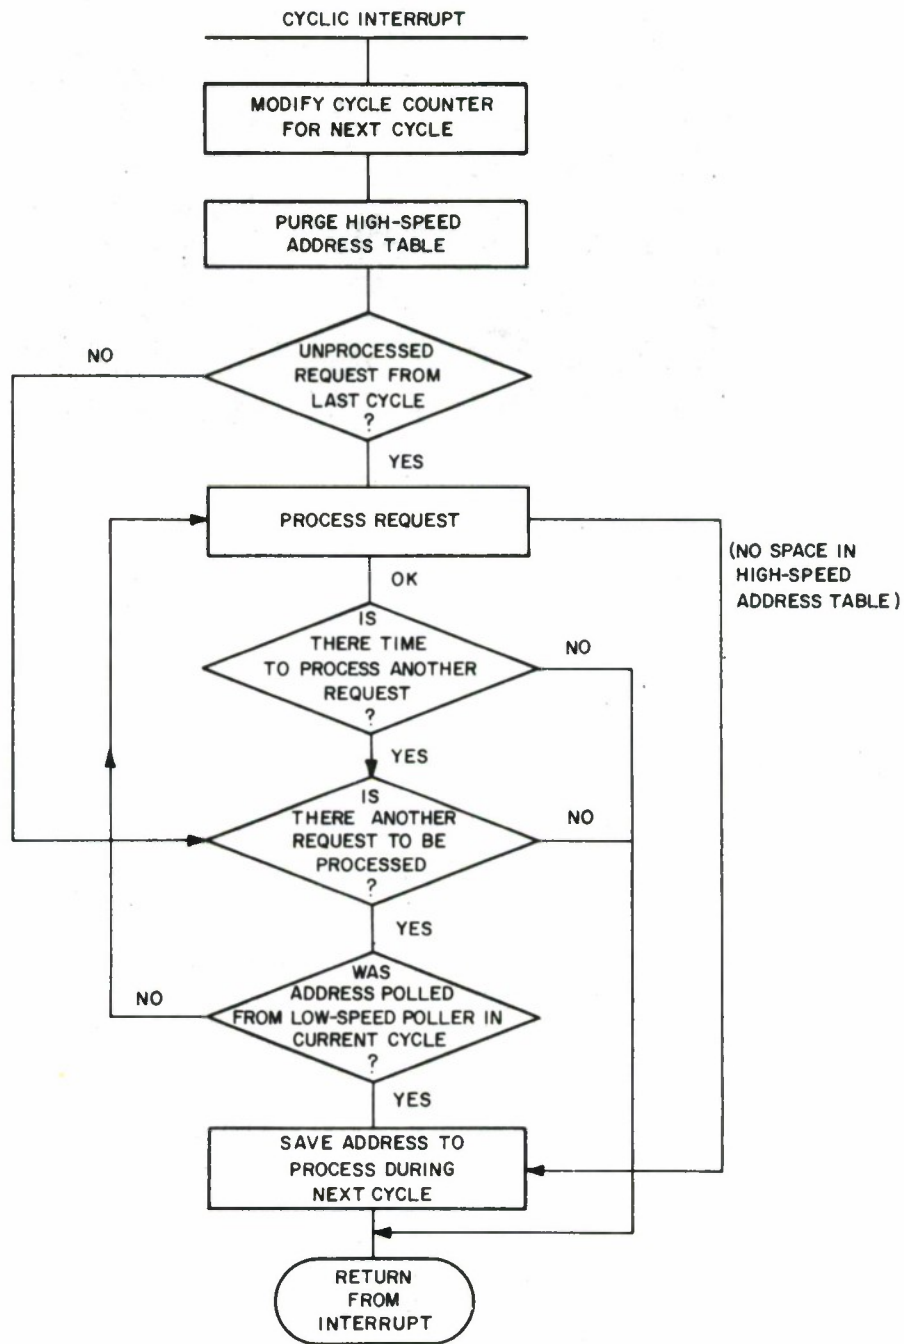 CYCLIC INTERRUPT
MODIFY CYCLE COUNTER
FOR NEXT CYCLE
PURGE HIGH-SPEED
ADDRESS TABLE
UNPROCESSED
REQUEST FROM
LAST CYCLE
?
NO
YES
PROCESS REQUEST
(NO SPACE IN
HIGH-SPEED
ADDRESS TABLE)
OK
IS
THERE TIME
TO PROCESS ANOTHER
REQUEST
?
NO
YES
IS
THERE ANOTHER
REQUEST TO BE
PROCESSED
?
NO
YES
WAS
ADDRESS POLLED
FROM LOW-SPEED POLLER IN
CURRENT CYCLE
?
NO
YES
SAVE ADDRESS TO
PROCESS DURING
NEXT CYCLE
RETURN
FROM
INTERRUPT